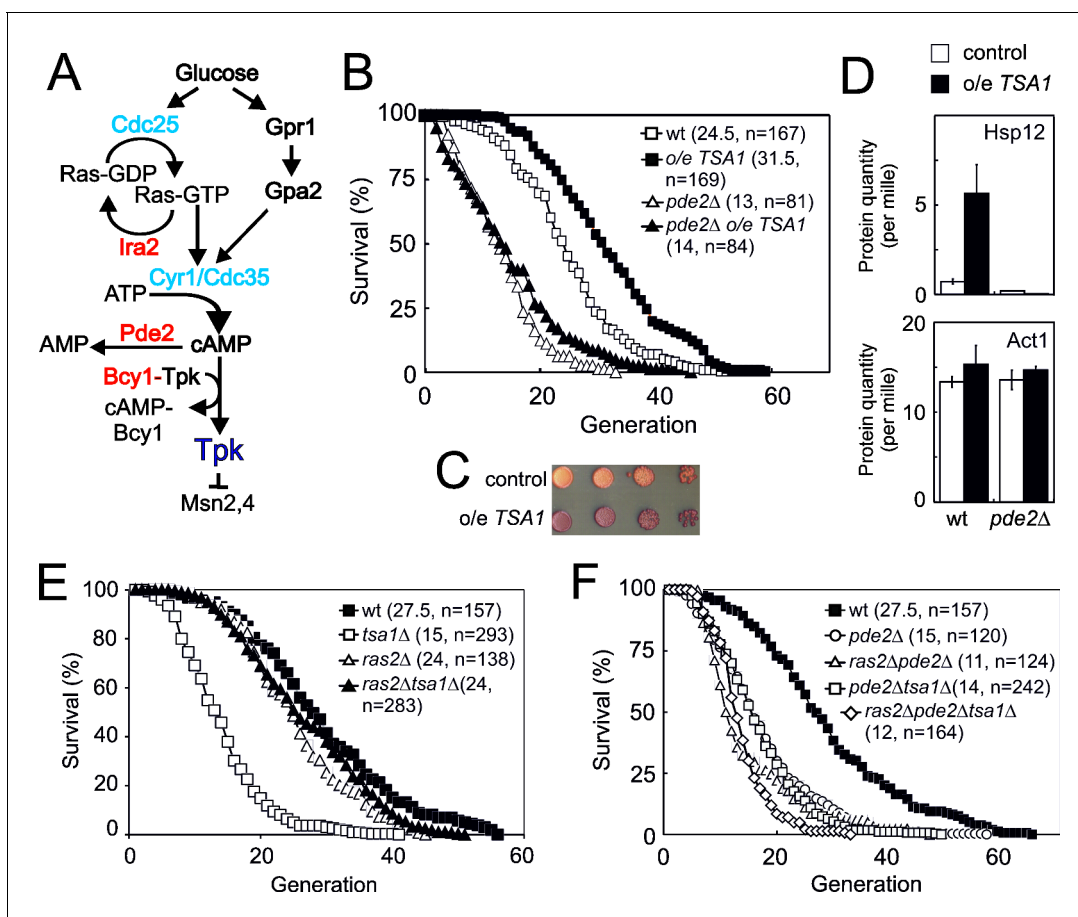 A
Glucose
Cdc25
Gpr1
Ras-GDP
Ras-GTP
Gpa2
Ira2
Cyr1/Cdc35
ATP
Pde2
AMP
cAMP
Bcy1-Tpk
cAMP-
Bcy1
Tpk
Msn2,4
B
Survival (%)
100
75
50
25
0
0 20 40 60
Generation
wt (24.5, n=167)
o/e TSA1 (31.5,
n=169)
pde2Δ (13, n=81)
pde2Δ o/e TSA1
(14, n=84)
C
control
o/e TSA1
D
control
o/e TSA1
Hsp12
Protein quantity
(per mille)
5
0
Act1
Protein quantity
(per mille)
20
15
10
0
wt pde2Δ
E
Survival (%)
100
80
60
40
20
0
0 20 40 60
Generation
wt (27.5, n=157)
tsa1Δ (15, n=293)
ras2Δ (24, n=138)
ras2Δtsa1Δ(24,
n=283)
F
Survival (%)
100
75
50
25
0
0 20 40 60
Generation
wt (27.5, n=157)
pde2Δ (15, n=120)
ras2Δpde2Δ (11, n=124)
pde2Δtsa1Δ(14, n=242)
ras2Δpde2Δtsa1Δ
(12, n=164)